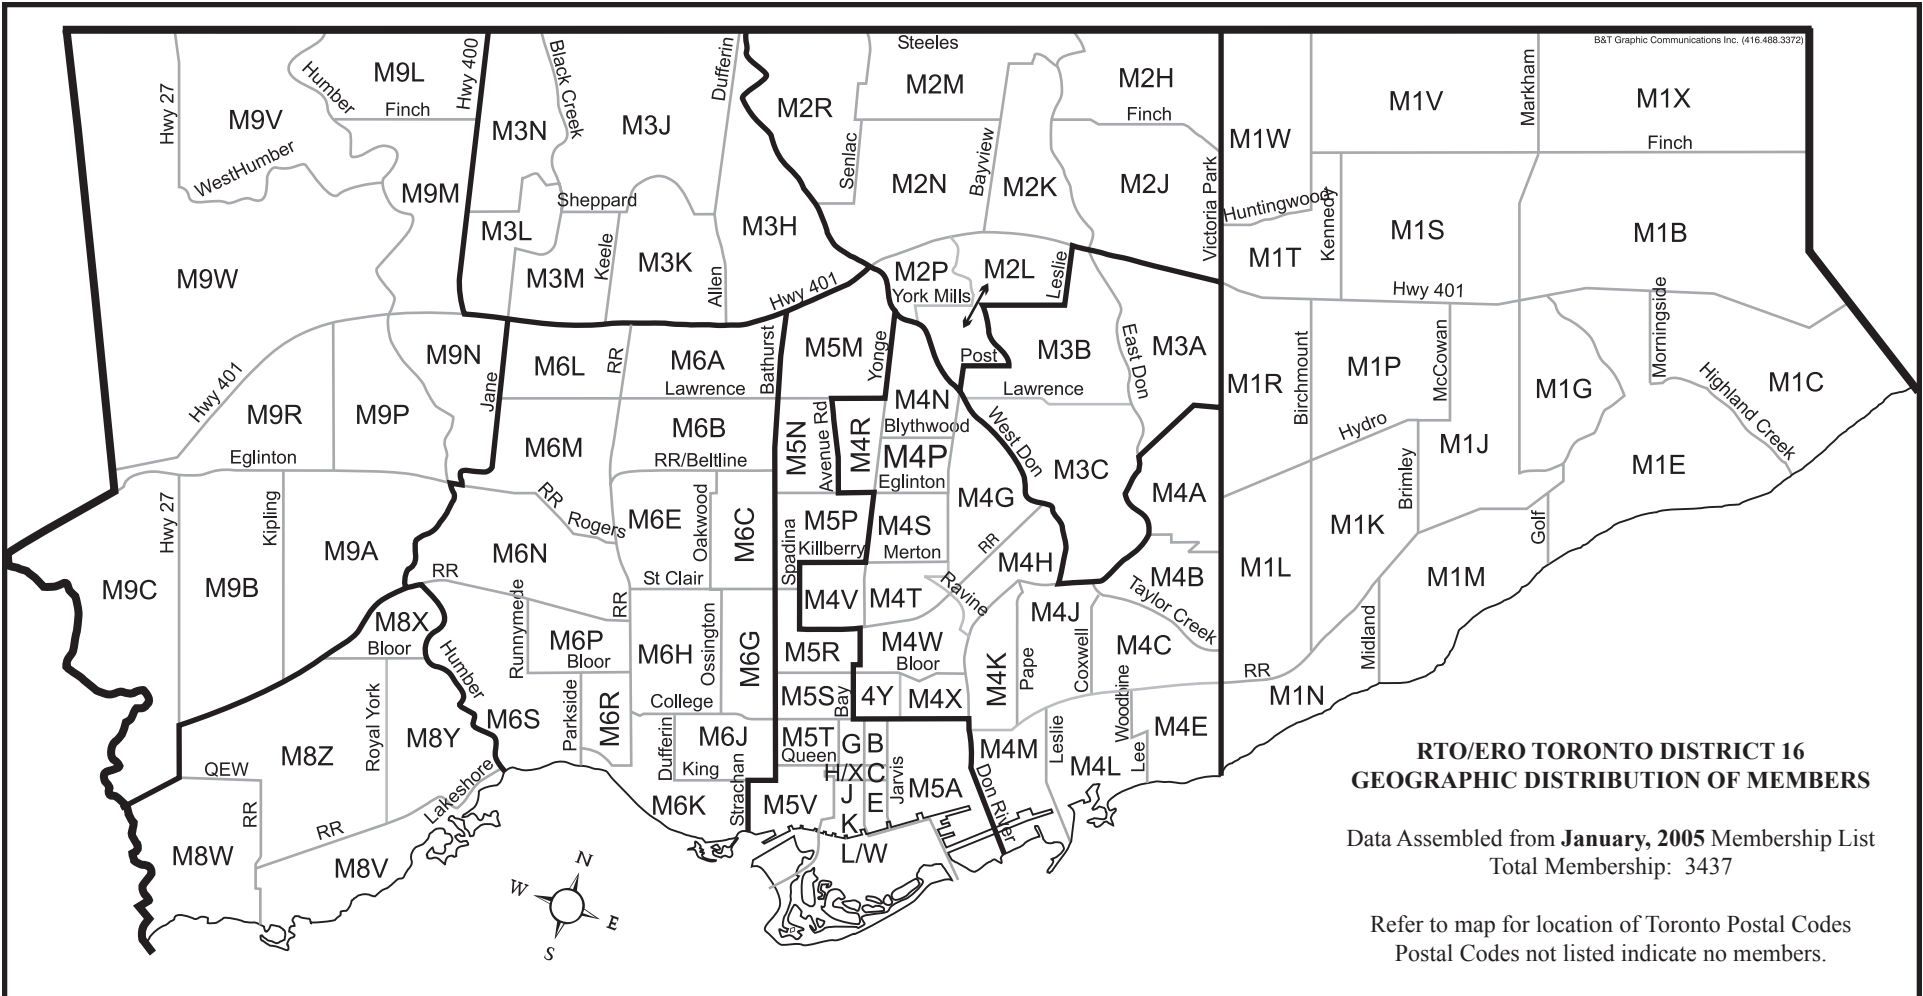 B&T Graphic Communications Inc. (416.488.3372)
Steeles
M9L
M2M
M2H
M1V
M1X
M2R
M9V
M3N
M3J
M1W
Hwy 27
Humber
Finch
Hwy 400
Black Creek
Dufferin
Senlac
Bayview
Finch
Victoria Park
Markham
Finch
WestHumber
M9M
M2N
M2K
M2J
Sheppard
Huntingwood
Kennedy
M3L
M3H
M1S
M1B
M9W
M3M
Keele
M3K
Allen
Hwy 401
M2P
York Mills
M2L
Leslie
M1T
Hwy 401
Morningside
M9N
Jane
M6L
RR
M6A
Lawrence
Bathurst
M5M
Yonge
Post
M3B
East Don
M3A
Lawrence
M1R
Birchmount
M1P
McCowan
M1G
Highland Creek
M1C
Hwy 401
M9R
M9P
Eglinton
M6M
M6B
RR/Beltline
M5N
Avenue Rd
M4R
M4N
Blythwood
M4P
Eglinton
West Don
M3C
M4A
Hydro
M1J
Brimley
M1E
Hwy 27
Kipling
M9A
M9C
M9B
RR
Rogers
M6N
M6E
Oakwood
M6C
St Clair
Spadina
M5P
Killberry
M4S
Merton
M4G
RR
M4H
M1K
Golf
M1L
M1M
RR
Runnymede
RR
M4V
M4T
Ravine
M4J
M4B
Taylor Creek
M8X
Bloor
Humber
M6P
Bloor
M6H
Ossington
M6G
M5R
M4W
Bloor
M4K
Pape
Coxwell
M4C
Woodbine
RR
Midland
M1N
Royal York
M8Z
M8Y
M6S
Parkside
M6R
College
M5S
Bay
4Y
M4X
Dufferin
M6J
King
Strachan
M5T
Queen
G
B
H/X
C
J
E
K
Jarvis
M5A
M4M
Don River
Leslie
M4L
Lee
M4E
QEW
RR
RR
Lakeshore
M6K
M5V
L/W
M8W
M8V
N
W
E
S
RTO/ERO TORONTO DISTRICT 16
GEOGRAPHIC DISTRIBUTION OF MEMBERS
Data Assembled from January, 2005 Membership List
Total Membership: 3437
Refer to map for location of Toronto Postal Codes
Postal Codes not listed indicate no members.